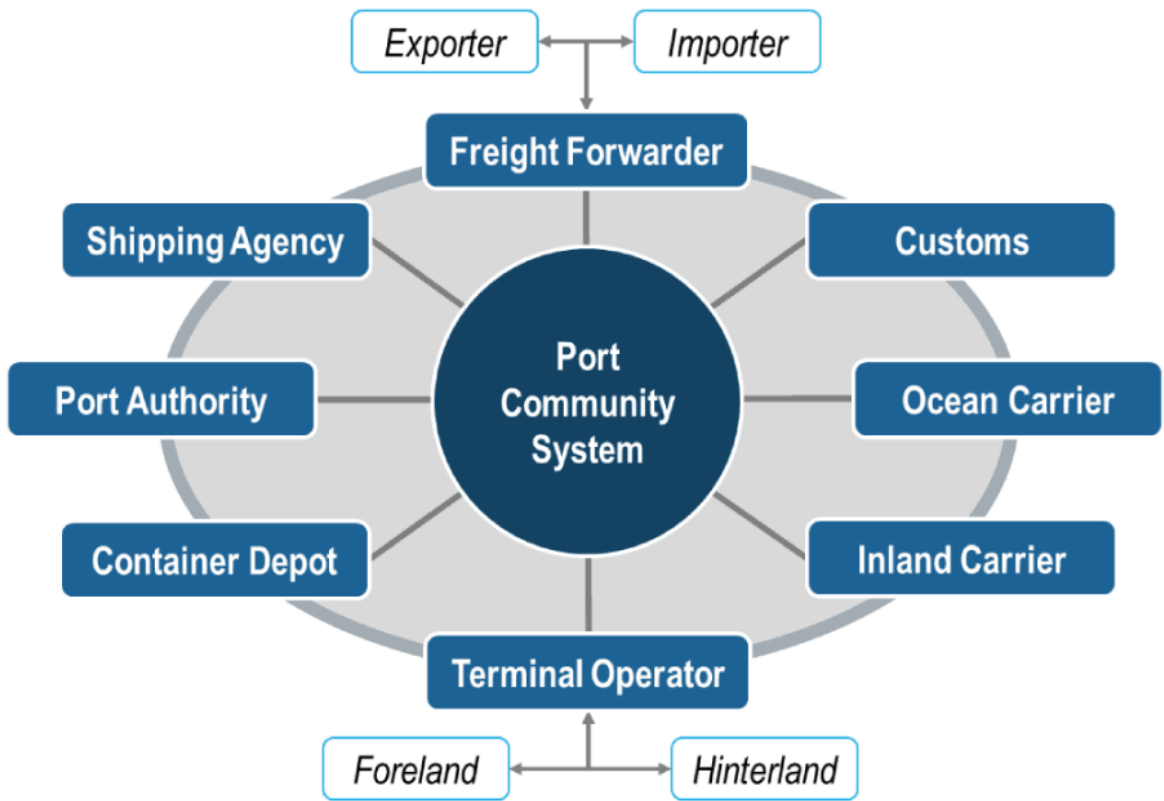 Exporter
Importer
Freight Forwarder
Shipping Agency
Customs
Port
Community
System
Port Authority
Ocean Carrier
Container Depot
Inland Carrier
Terminal Operator
Foreland
Hinterland